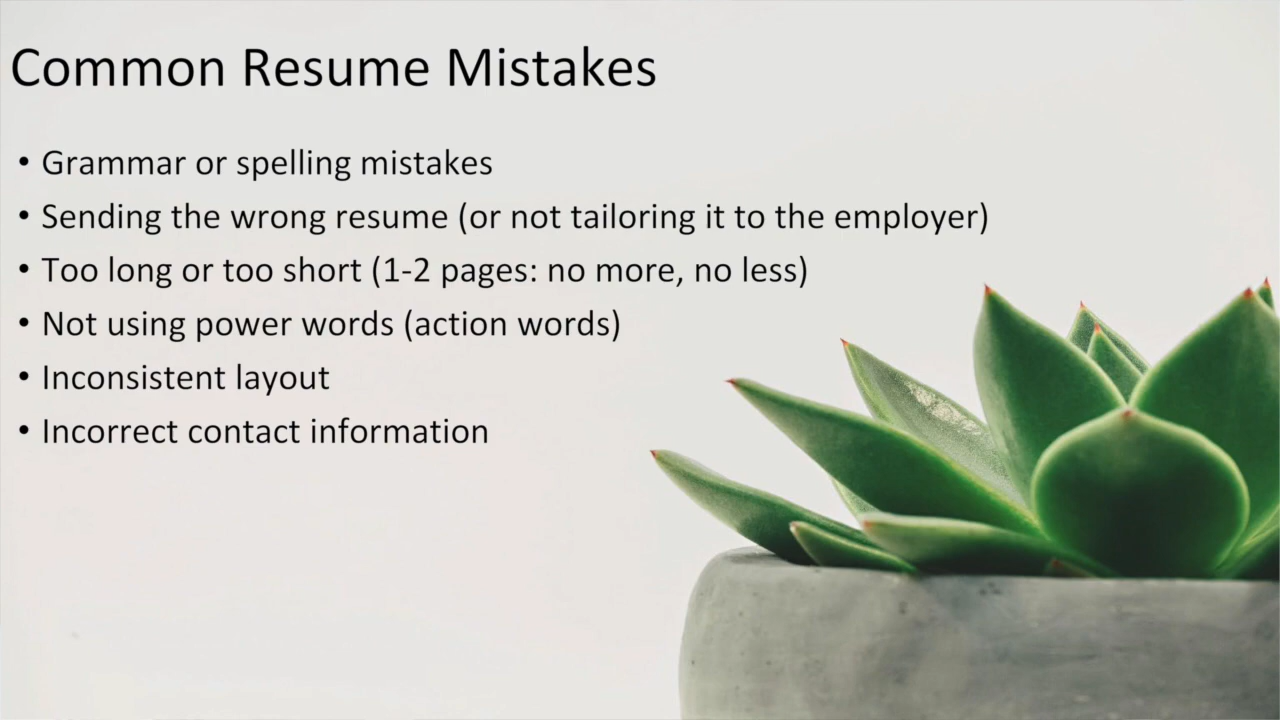 Common Resume Mistakes
• Grammar or spelling mistakes
• Sending the wrong resume (or not tailoring it to the employer)
• Too long or too short (1-2 pages: no more, no less)
• Not using power words (action words)
• Inconsistent layout
• Incorrect contact information